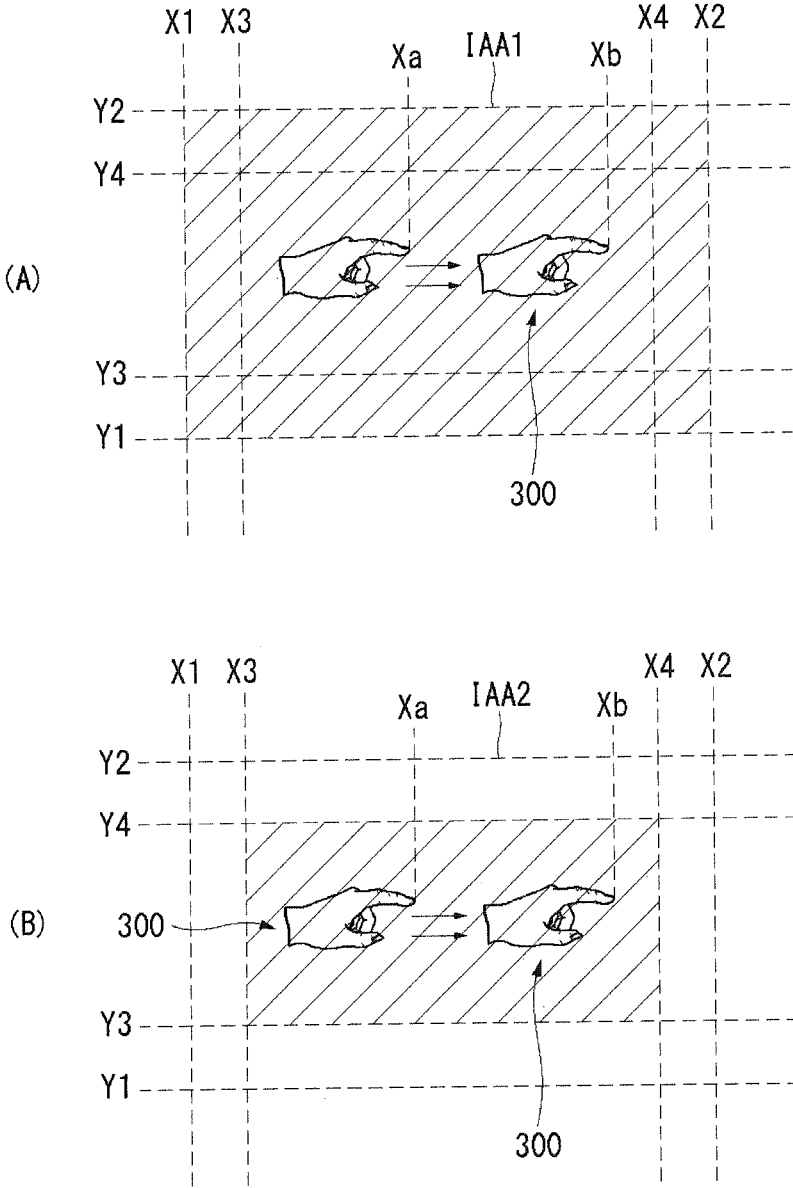 X1 X3 Xa IAA1 Xb X4 X2
Y2
Y4
(A)
Y3
Y1
300
X1 X3 Xa IAA2 Xb X4 X2
Y2
Y4
(B) 300
Y3
Y1
300